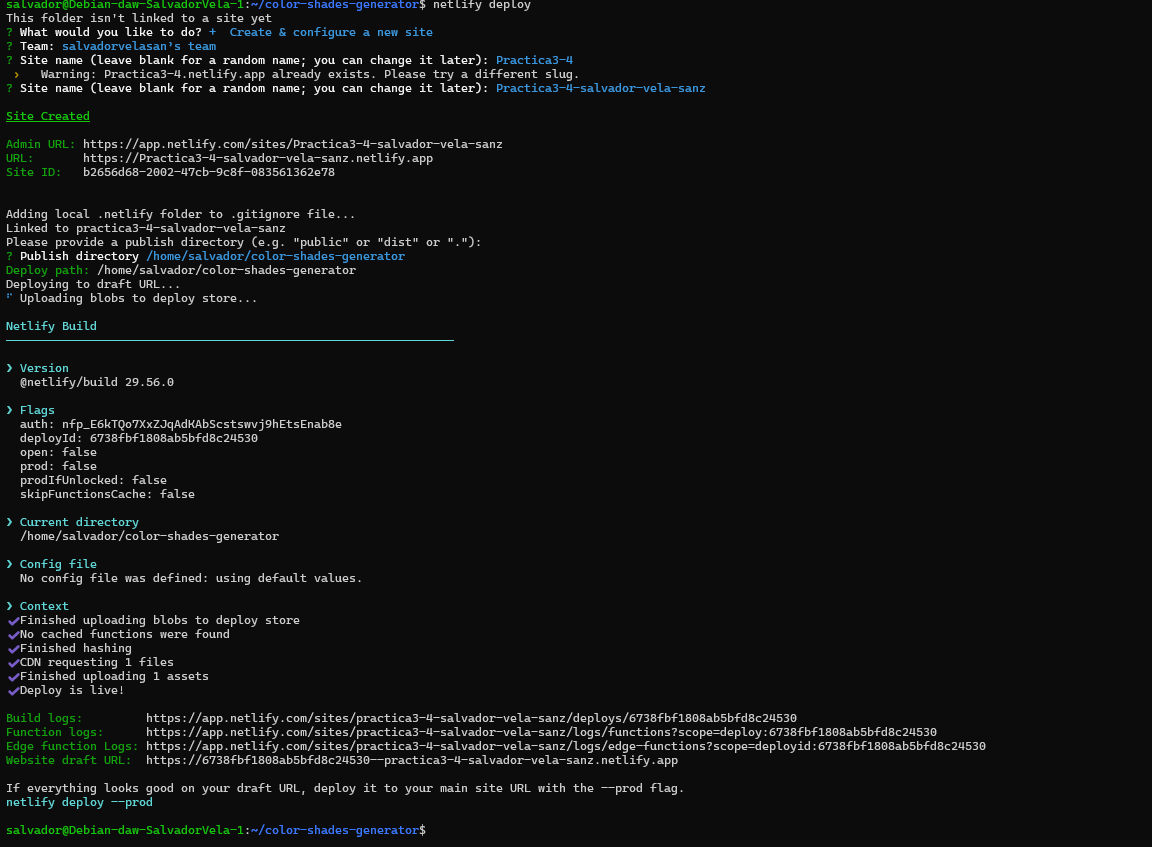 salvador@Debian-daw-SalvadorVela-1:~/color-shades-generator$ netlify deploy
This folder isn't linked to a site yet
? What would you like to do? +  Create & configure a new site
? Team: salvadorvelasan's team
? Site name (leave blank for a random name; you can change it later): Practica3-4
›   Warning: Practica3-4.netlify.app already exists. Please try a different slug.
? Site name (leave blank for a random name; you can change it later): Practica3-4-salvador-vela-sanz
Site Created
Admin URL: https://app.netlify.com/sites/Practica3-4-salvador-vela-sanz
URL:       https://Practica3-4-salvador-vela-sanz.netlify.app
Site ID:   b2656d68-2002-47cb-9c8f-083561362e78
Adding local .netlify folder to .gitignore file...
Linked to practica3-4-salvador-vela-sanz
Please provide a publish directory (e.g. "public" or "dist" or "."):
? Publish directory /home/salvador/color-shades-generator
Deploy path: /home/salvador/color-shades-generator
Deploying to draft URL...
⠋ Uploading blobs to deploy store...
Netlify Build
────────────────────────────────────────────────────────────────
❯ Version
  @netlify/build 29.56.0
❯ Flags
  auth: nfp_E6kTQo7XxZJqAdKAbScstswvj9hEtsEnab8e
  deployId: 6738fbf1808ab5bfd8c24530
  open: false
  prod: false
  prodIfUnlocked: false
  skipFunctionsCache: false
❯ Current directory
  /home/salvador/color-shades-generator
❯ Config file
  No config file was defined: using default values.
❯ Context
✔Finished uploading blobs to deploy store
✔No cached functions were found
✔Finished hashing
✔CDN requesting 1 files
✔Finished uploading 1 assets
✔Deploy is live!
Build logs:         https://app.netlify.com/sites/practica3-4-salvador-vela-sanz/deploys/6738fbf1808ab5bfd8c24530
Function logs:      https://app.netlify.com/sites/practica3-4-salvador-vela-sanz/logs/functions?scope=deploy:6738fbf1808ab5bfd8c24530
Edge function Logs: https://app.netlify.com/sites/practica3-4-salvador-vela-sanz/logs/edge-functions?scope=deployid:6738fbf1808ab5bfd8c24530
Website draft URL:  https://6738fbf1808ab5bfd8c24530--practica3-4-salvador-vela-sanz.netlify.app
If everything looks good on your draft URL, deploy it to your main site URL with the --prod flag.
netlify deploy --prod
salvador@Debian-daw-SalvadorVela-1:~/color-shades-generator$